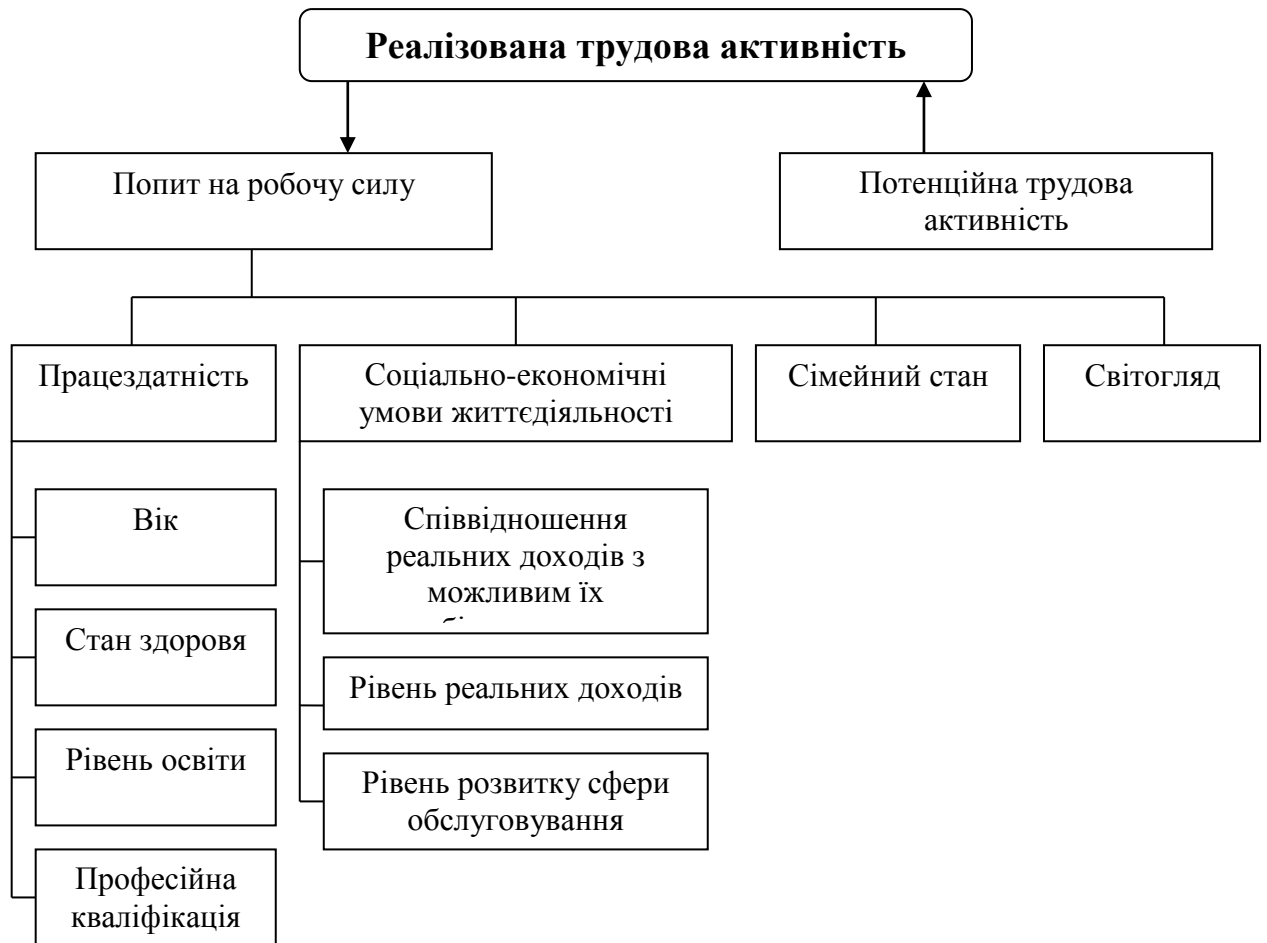 Реалізована трудова активність
Попит на робочу силу
Потенційна трудова
активність
Працездатність
Соціально-економічні
умови життєдіяльності
Сімейний стан
Світогляд
Вік
Стан здоровя
Рівень освіти
Професійна
кваліфікація
Співвідношення
реальних доходів з
можливим їх
Рівень реальних доходів
Рівень розвитку сфери
обслуговування